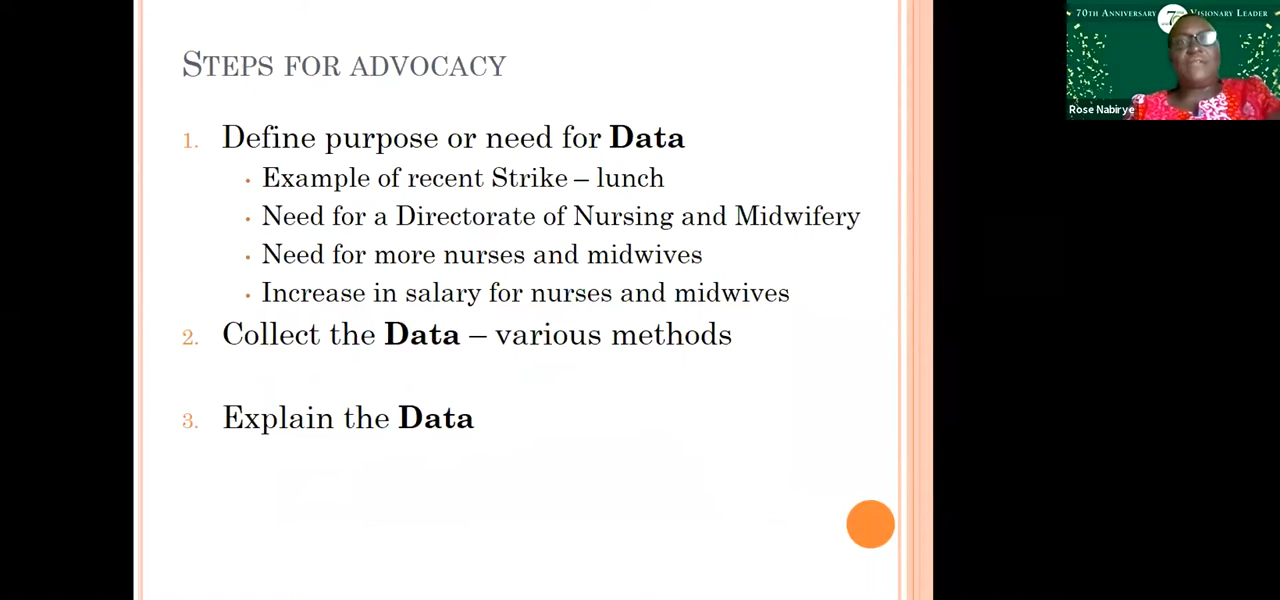 STEPS FOR ADVOCACY
1. Define purpose or need for Data
• Example of recent Strike – lunch
• Need for a Directorate of Nursing and Midwifery
• Need for more nurses and midwives
• Increase in salary for nurses and midwives
2. Collect the Data – various methods
3. Explain the Data
70TH ANNIVERSARY VISIONARY LEADER
Rose Nabirye